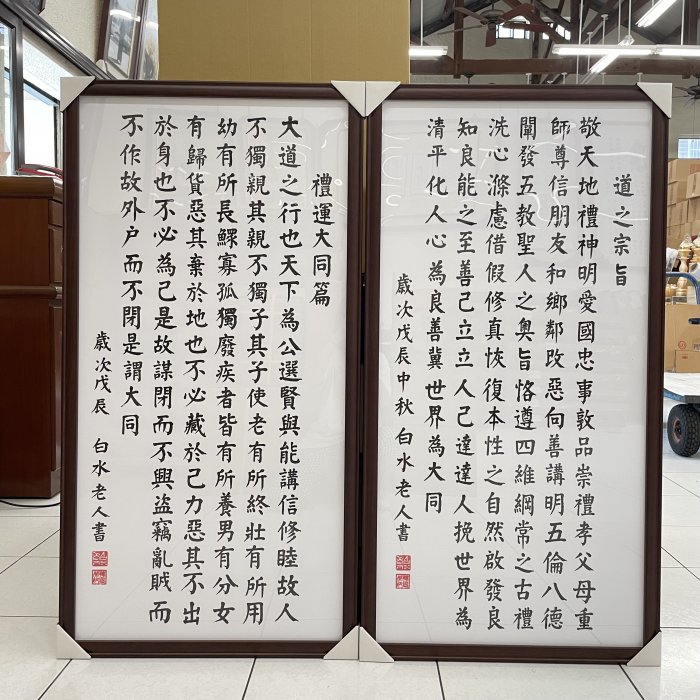 道之宗旨
敬天地禮神明愛國忠事敦品崇禮孝父母重
師尊信朋友和鄉鄰改惡向善講明五倫八德
闡發五教聖人之奧旨恪遵四維綱常之古禮
洗心滌慮借假修真恢復本性之自然啟發良
知良能之至善己立立人己達達人挽世界為
清平化人心為良善冀世界為大同
歲次戊辰中秋 白水老人書
禮運大同篇
大道之行也天下為公選賢與能講信修睦故人
不獨親其親不獨子其子使老有所終壯有所用
幼有所長鰥寡孤獨廢疾者皆有所養男有分女
有歸貨惡其棄於地也不必藏於己力惡其不出
於身也不必為己是故謀閉而不興盜竊亂賊而
不作故外戶而不閉是謂大同
歲次戊辰 白水老人書